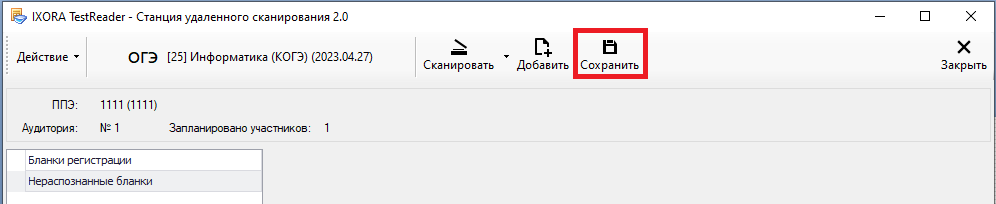 IXORA TestReader - Станция удаленного сканирования 2.0
Действие ОГЭ [25] Информатика (КОГЭ) (2023.04.27) Сканировать Добавить Сохранить Закрыть
ППЭ: 1111 (1111)
Аудитория: № 1 Запланировано участников: 1
Бланки регистрации
Нераспознанные бланки